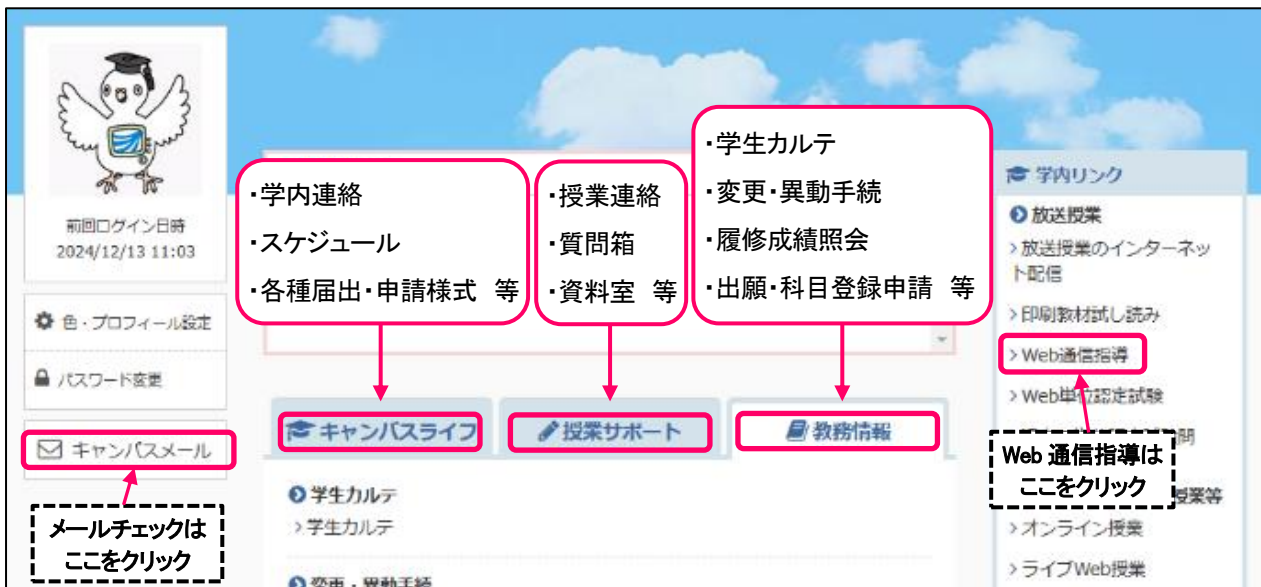 前回ログイン日時
2024/12/13 11:03
色・プロフィール設定
パスワード変更
キャンパスメール
メールチェックは
ここをクリック
・学内連絡
・スケジュール
・各種届出・申請様式　等
・授業連絡
・質問箱
・資料室　等
・学生カルテ
・変更・異動手続
・履修成績照会
・出願・科目登録申請　等
キャンパスライフ
授業サポート
教務情報
学生カルテ
>学生カルテ
変更・異動手続
学内リンク
放送授業
>放送授業のインターネッ
ト配信
>印刷教材試し読み
>Web通信指導
>Web単位認定試験
問
Web 通信指導は
ここをクリック
授業等
>オンライン授業
>ライブWeb授業